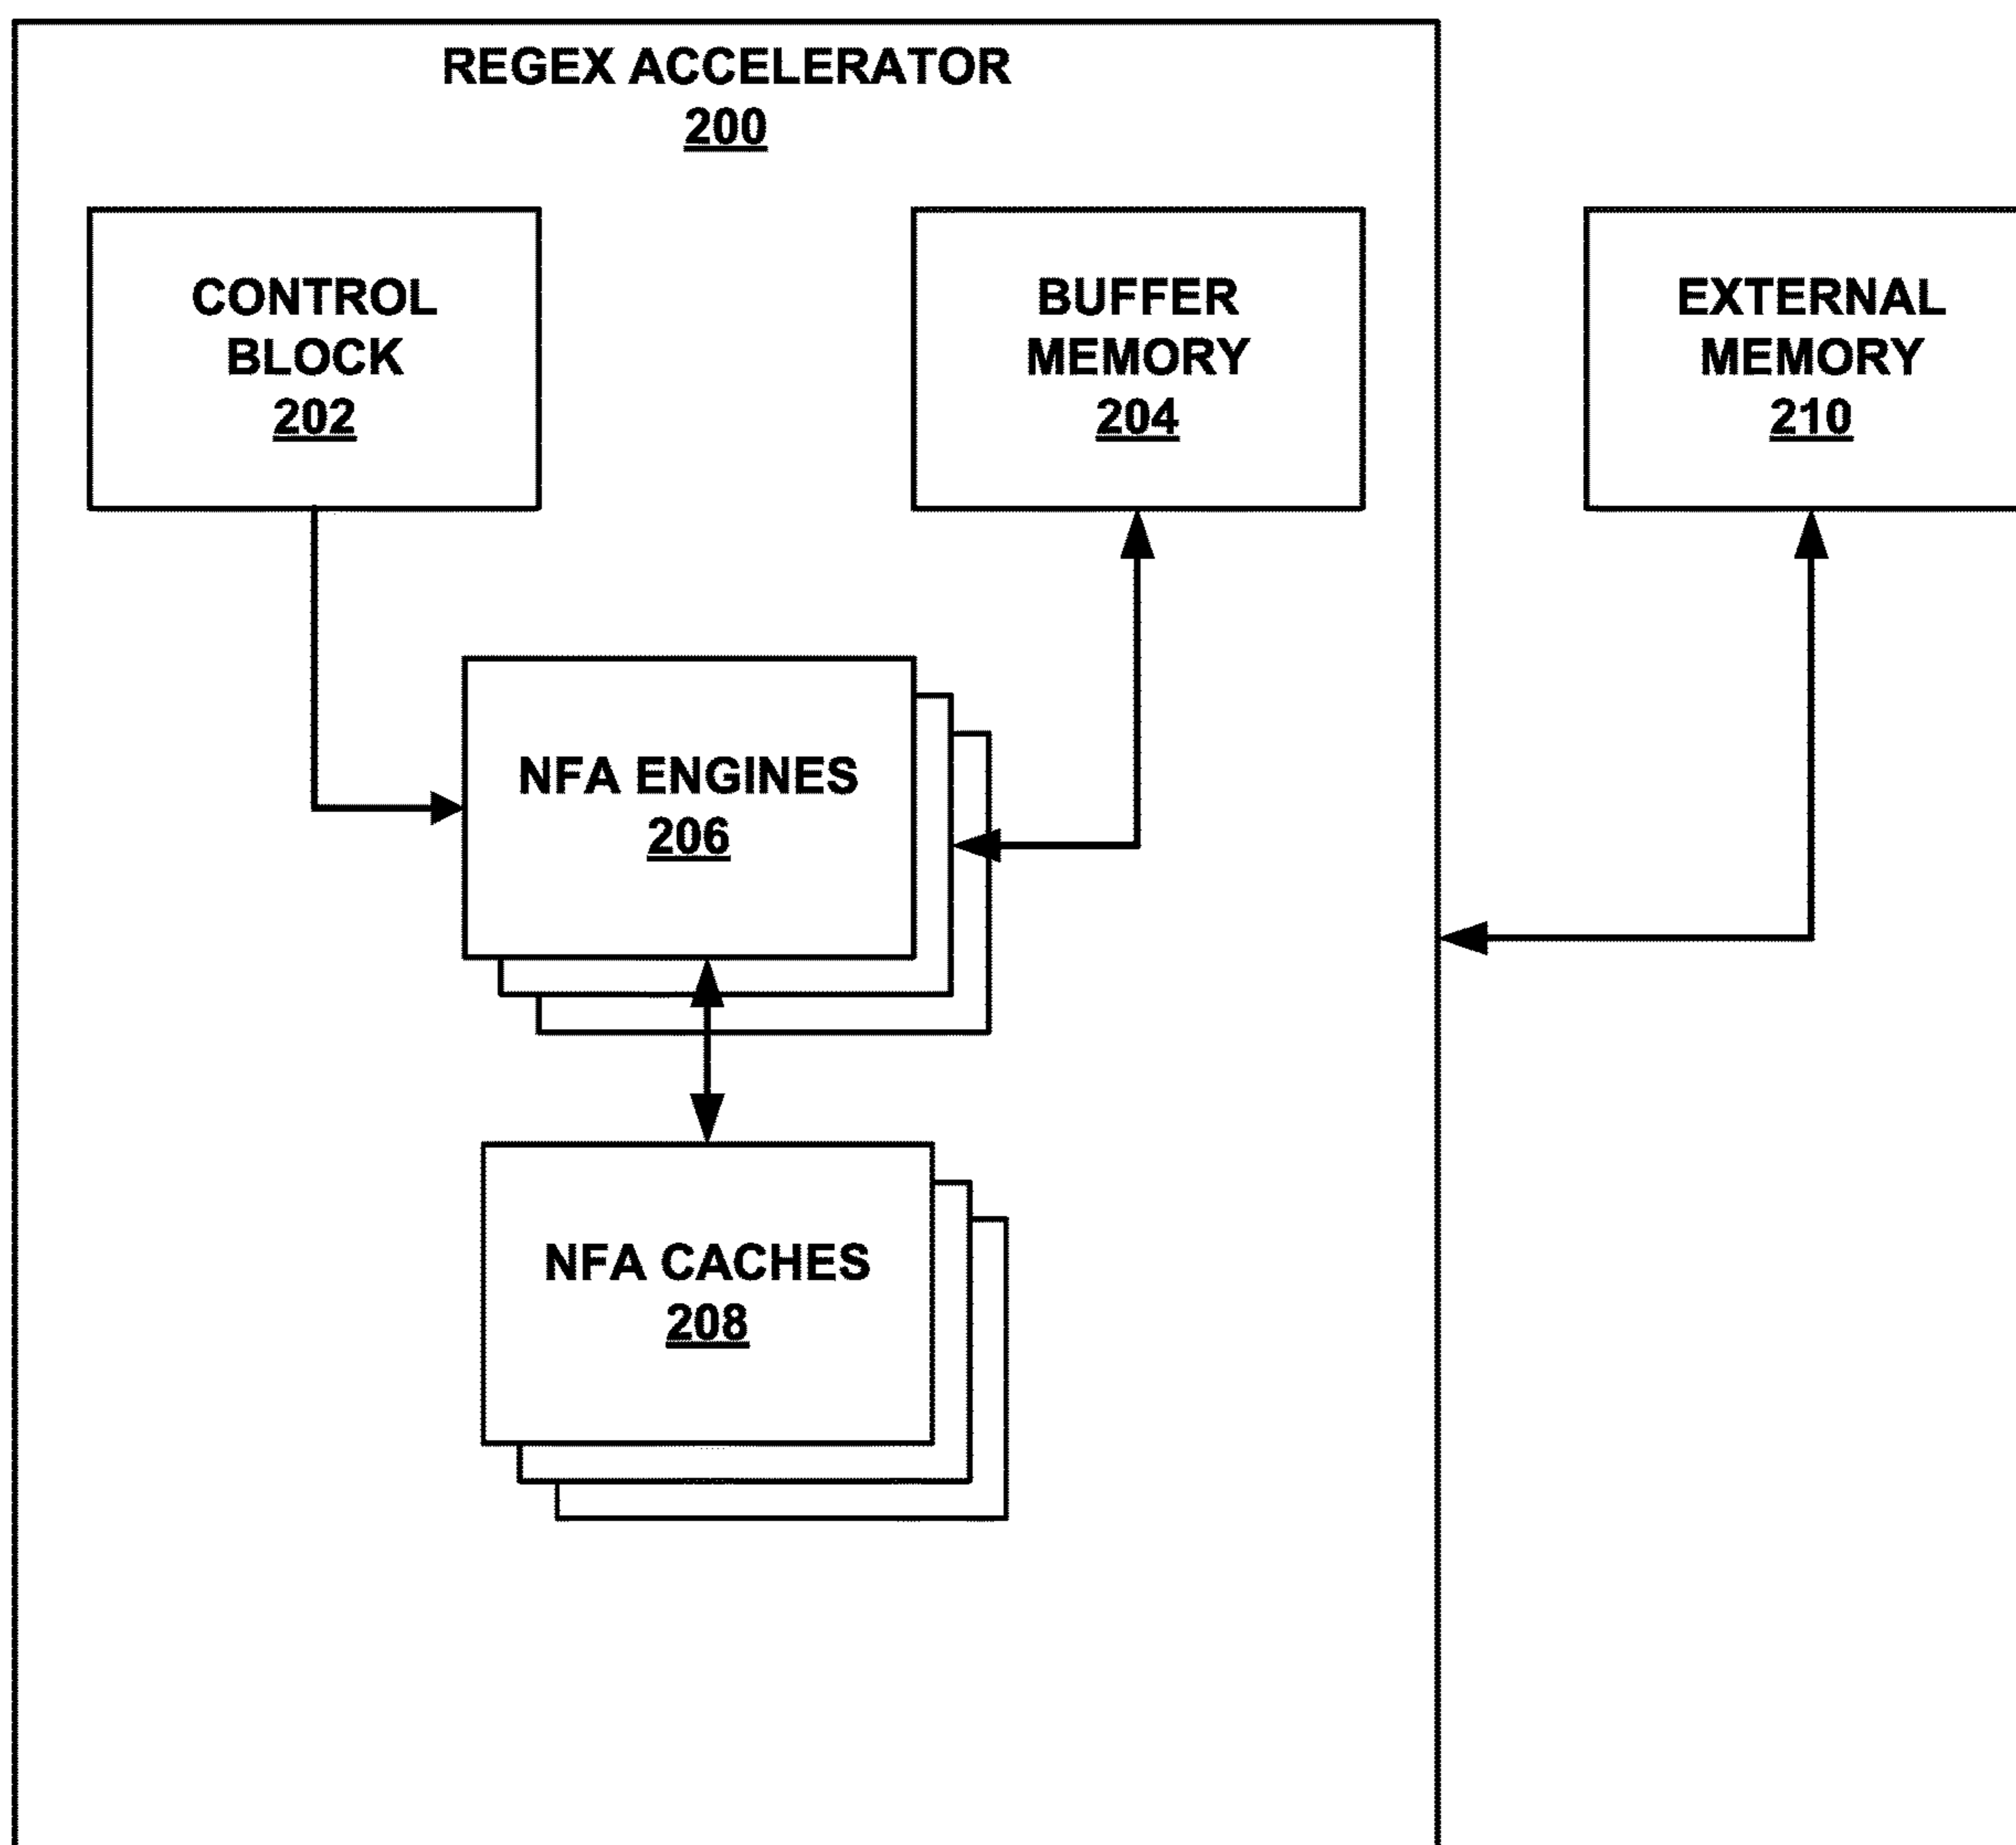 REGEX ACCELERATOR
200
CONTROL
BLOCK
202
BUFFER
MEMORY
204
EXTERNAL
MEMORY
210
NFA ENGINES
206
NFA CACHES
208